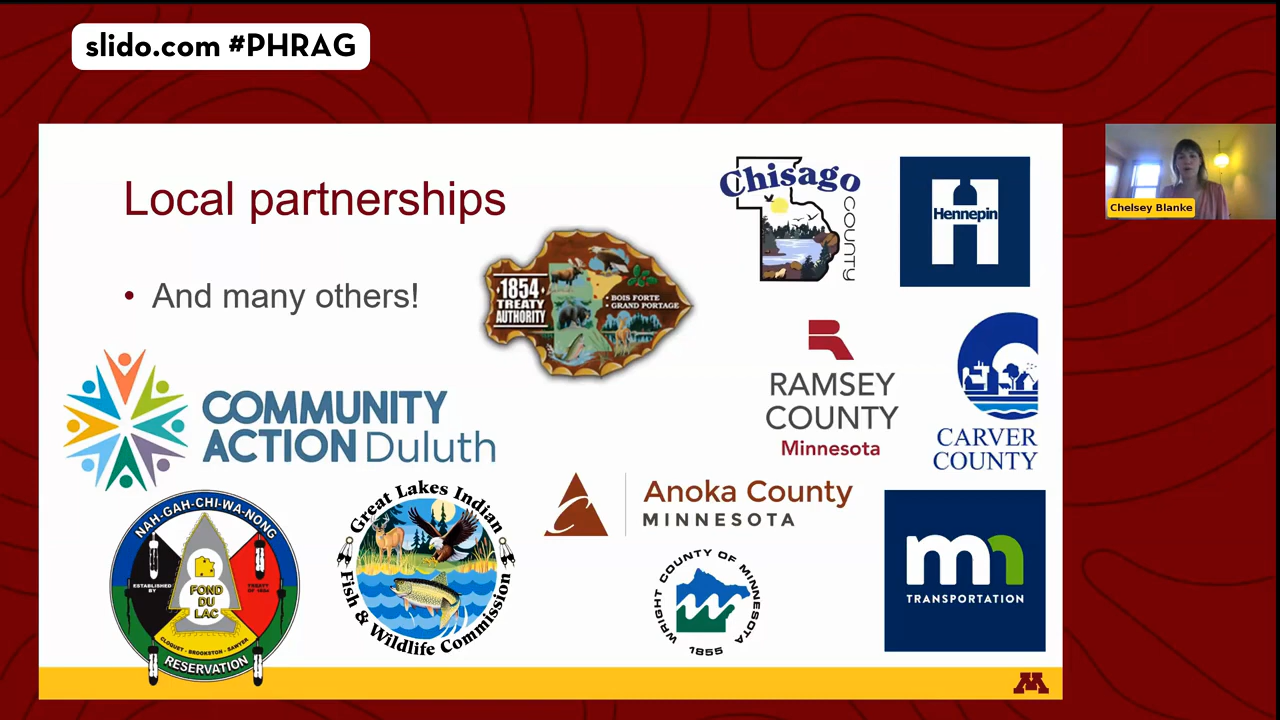 slido.com #PHRAG
Chelsey Blanke
Local partnerships
• And many others!
1854
TREATY
AUTHORITY
• BOIS FORTE
• GRAND PORTAGE
Chisago
COUNTY
Hennepin
COMMUNITY
ACTION Duluth
RAMSEY
COUNTY
Minnesota
CARVER
COUNTY
NAH-GAH-CHI-WA-NONG
ESTABLISHED
BY
TREATY
OF 1854
FOND
DU
LAC
CLOQUET - BROOKSTON - SAWYER
RESERVATION
Great Lakes Indian
Fish & Wildlife Commission
Anoka County
MINNESOTA
WRIGHT COUNTY OF MINNESOTA
1855
mn
TRANSPORTATION
M